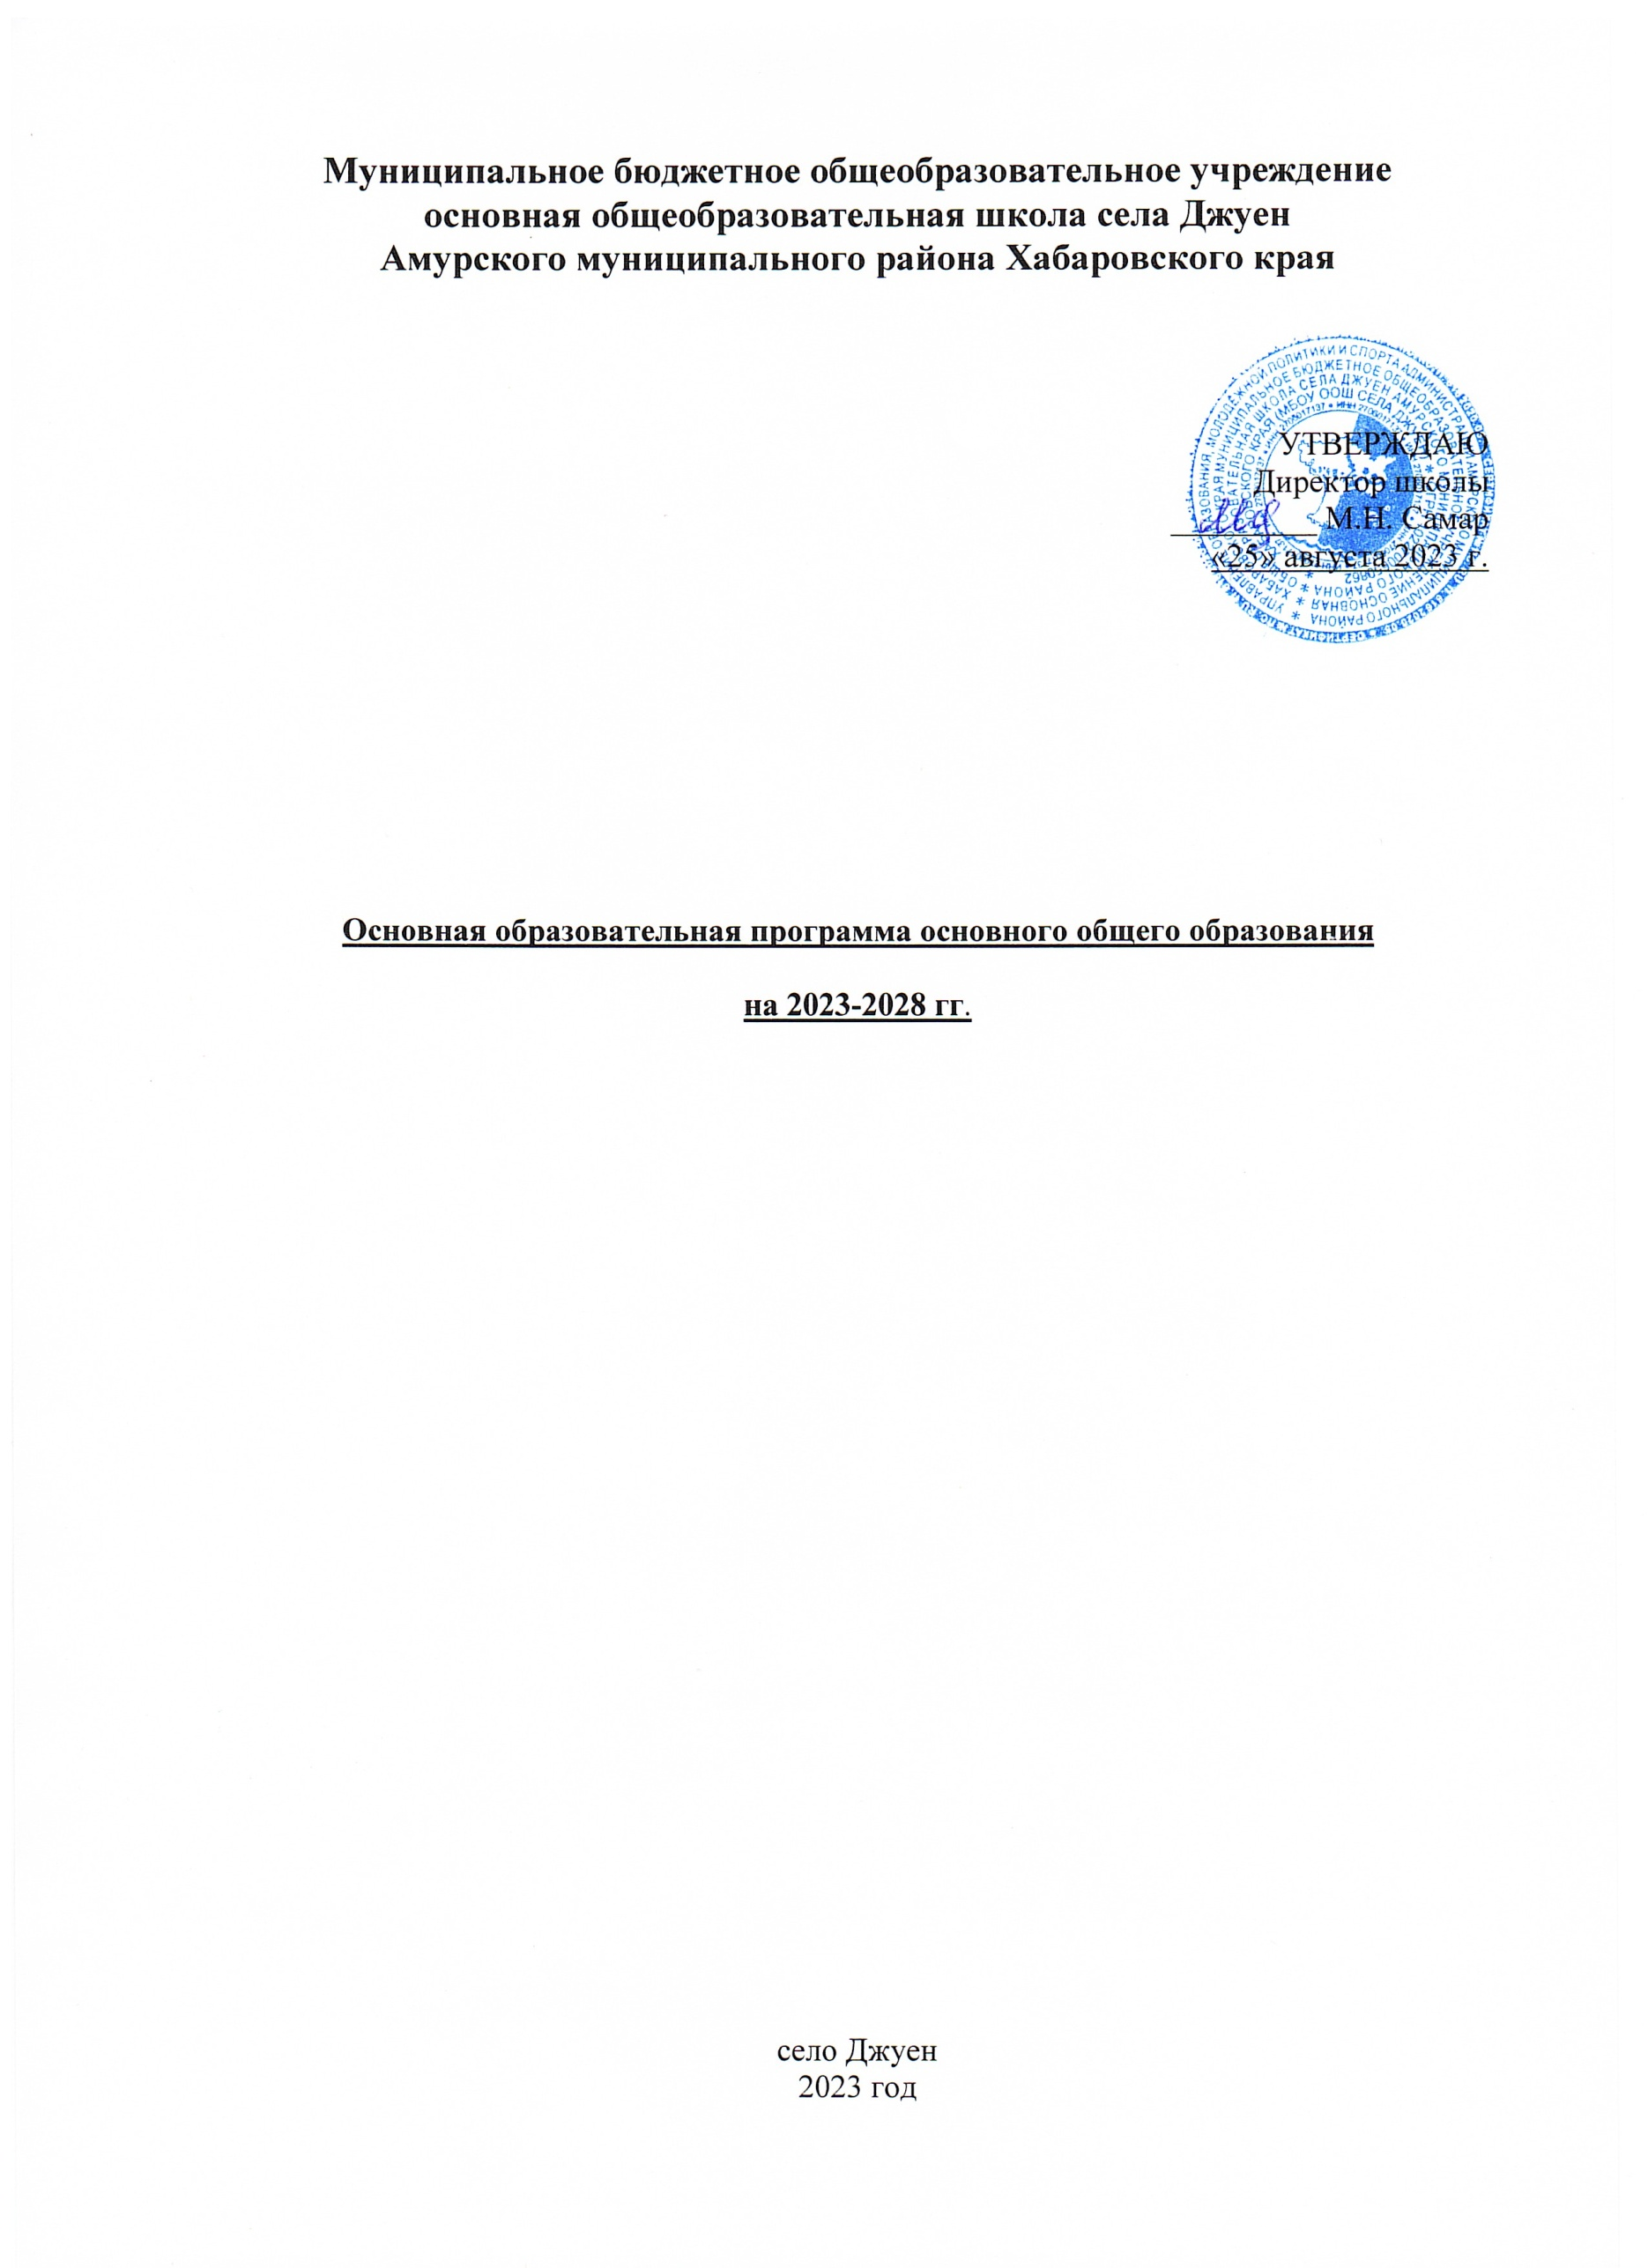 Муниципальное бюджетное общеобразовательное учреждение
основная общеобразовательная школа села Джуен
Амурского муниципального района Хабаровского края
УТВЕРЖДАЮ
Директор школы
М.Н. Самар
«25» августа 2023 г.
Основная образовательная программа основного общего образования
на 2023-2028 гг.
село Джуен
2023 год